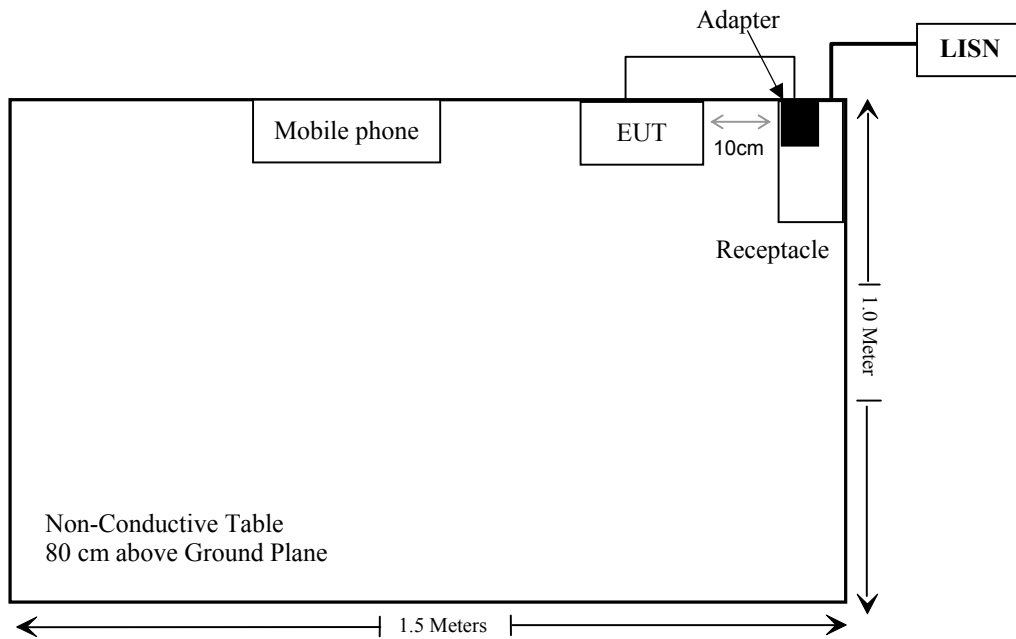 Adapter
LISN
Mobile phone
EUT
10cm
Receptacle
1.0 Meter
Non-Conductive Table
80 cm above Ground Plane
1.5 Meters